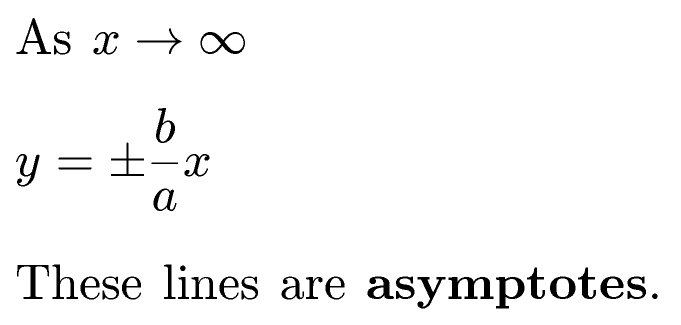 As x → ∞
y = ±b/a x
These lines are asymptotes.